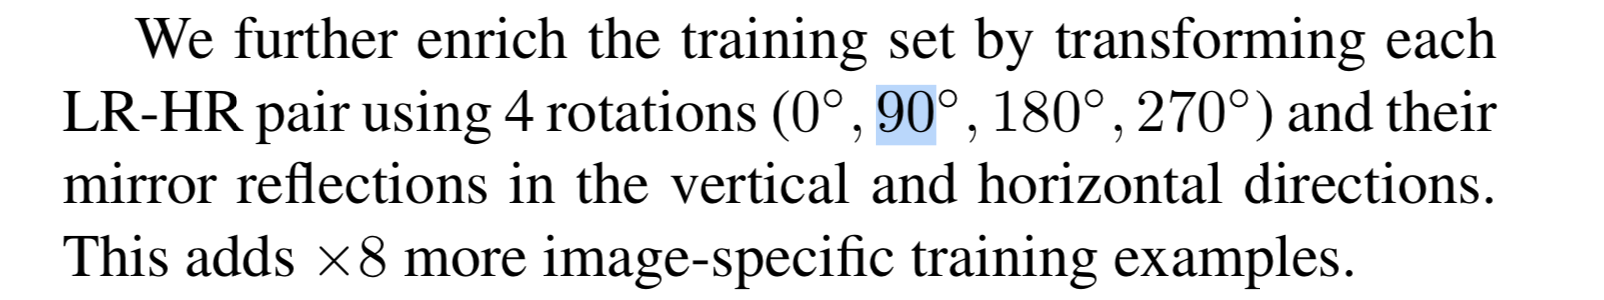 We further enrich the training set by transforming each
LR-HR pair using 4 rotations (0°, 90°, 180°, 270°) and their
mirror reflections in the vertical and horizontal directions.
This adds ×8 more image-specific training examples.